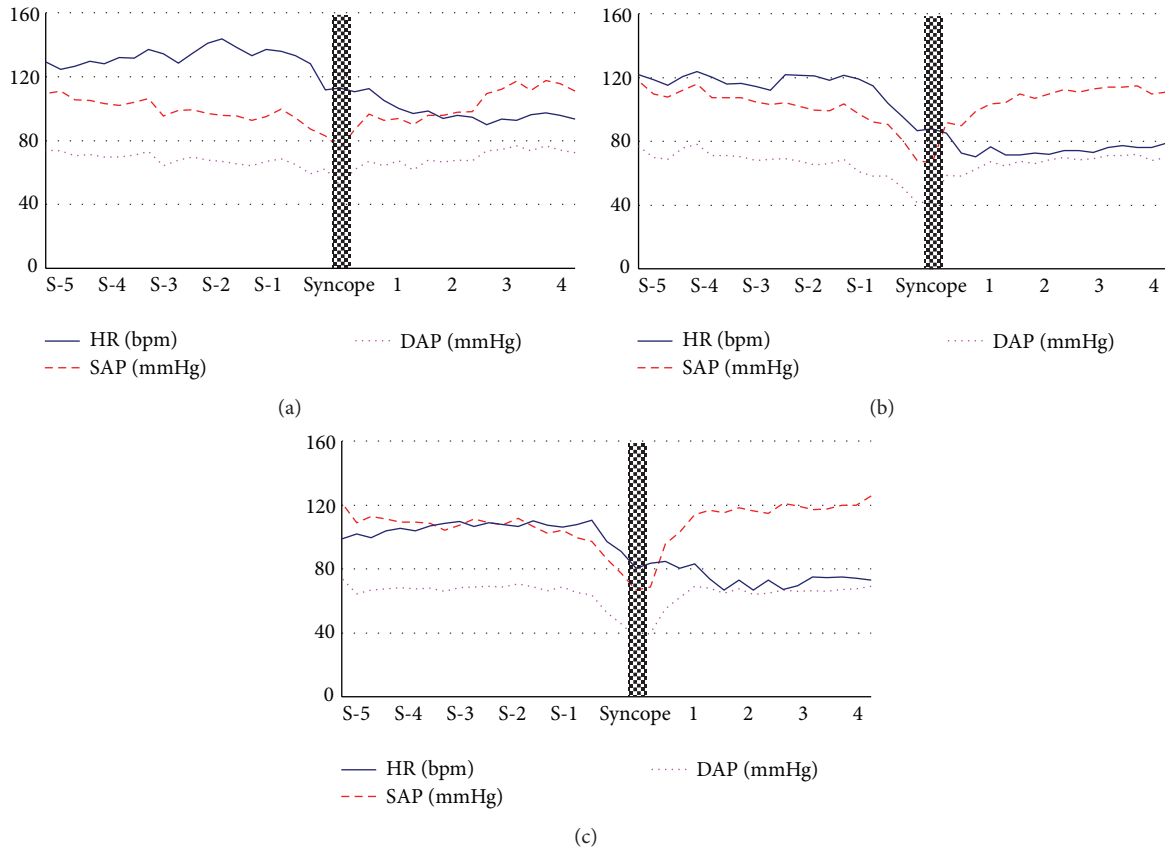 160
120
80
40
0
S-5 S-4 S-3 S-2 S-1 Syncope 1 2 3 4
HR (bpm)
SAP (mmHg)
DAP (mmHg)
(a)
160
120
80
40
0
S-5 S-4 S-3 S-2 S-1 Syncope 1 2 3 4
HR (bpm)
SAP (mmHg)
DAP (mmHg)
(b)
160
120
80
40
0
S-5 S-4 S-3 S-2 S-1 Syncope 1 2 3 4
HR (bpm)
SAP (mmHg)
DAP (mmHg)
(c)